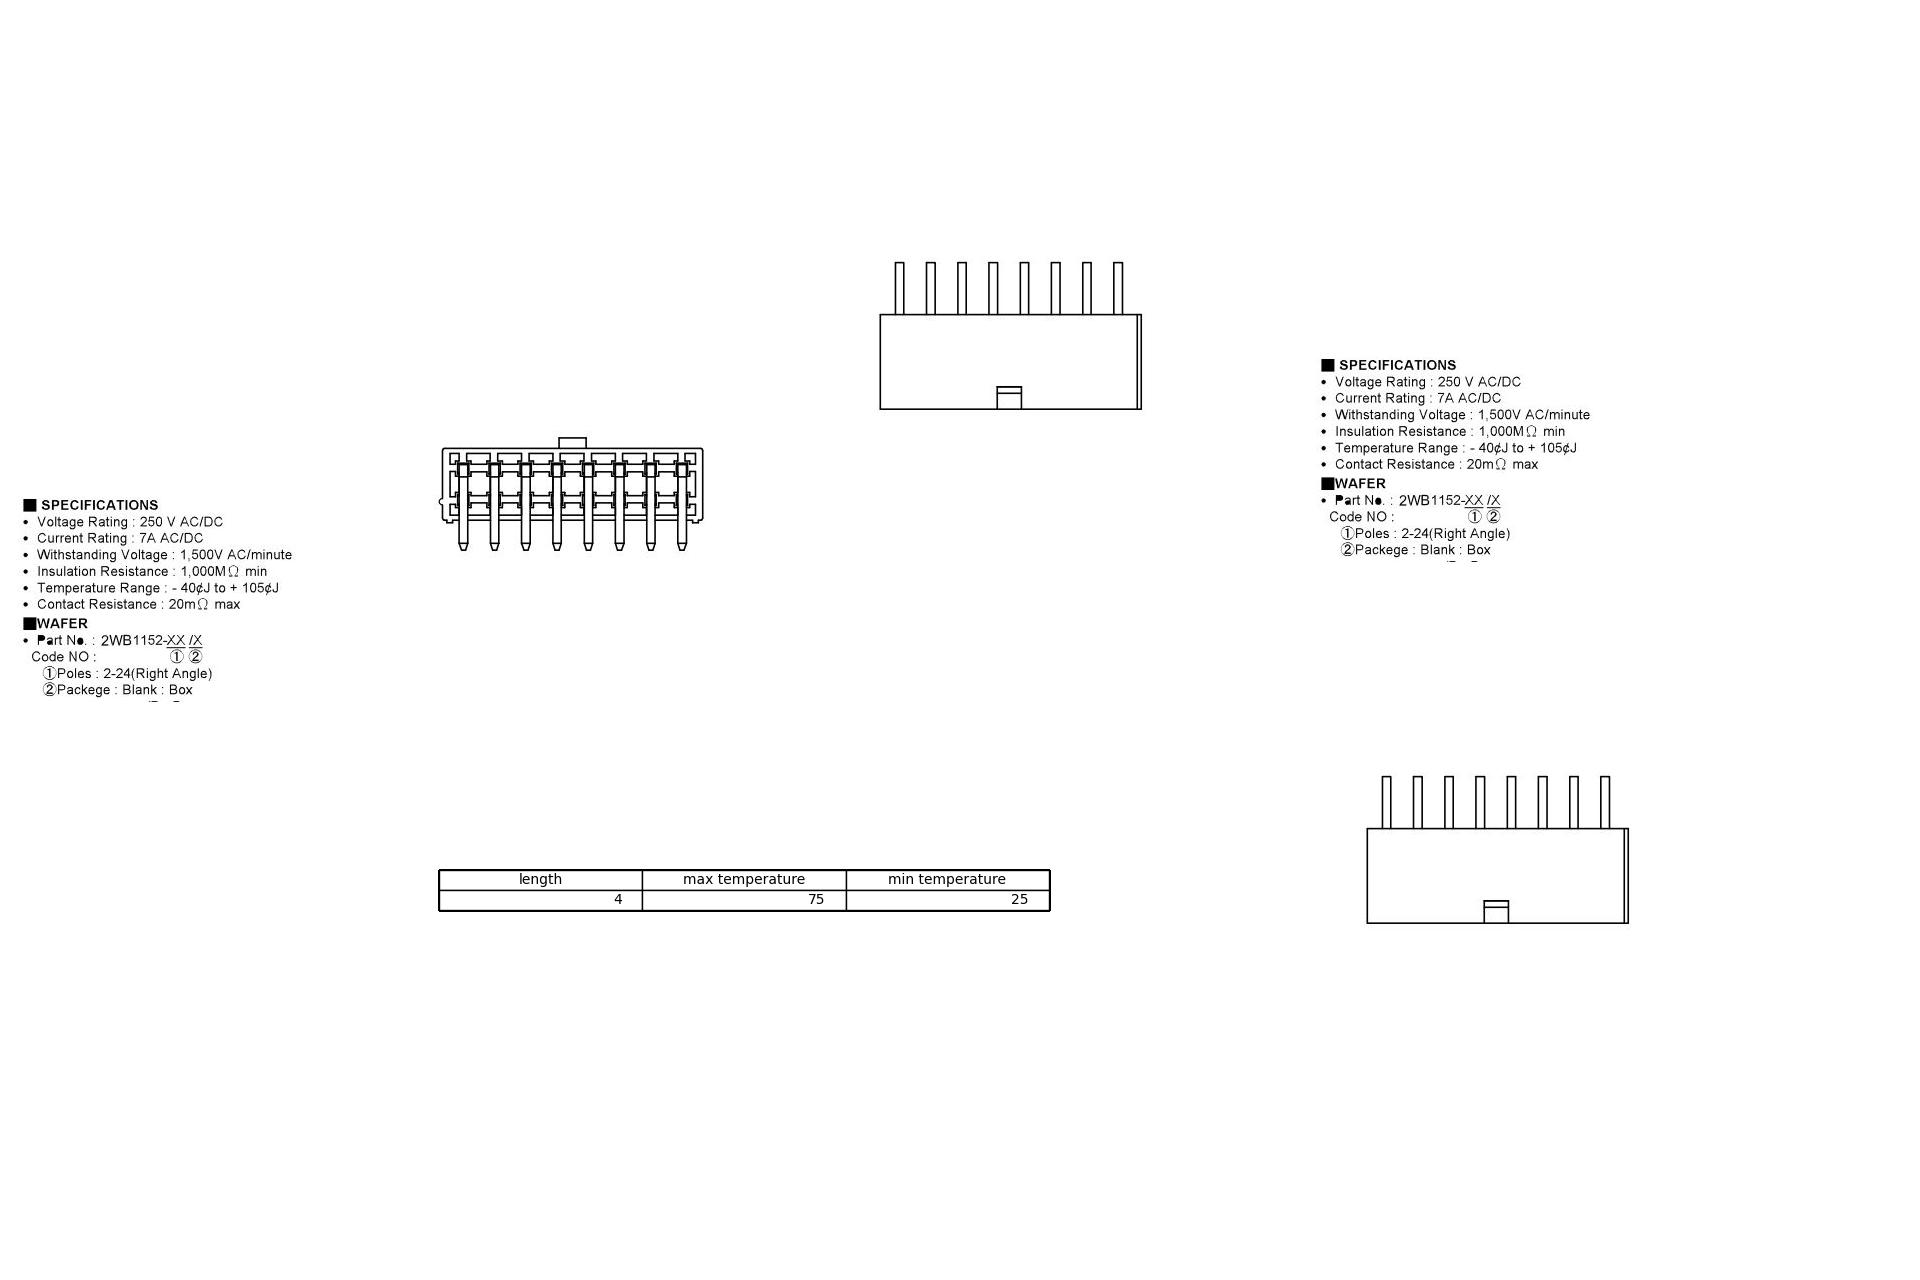 ■ SPECIFICATIONS
• Voltage Rating : 250 V AC/DC
• Current Rating : 7A AC/DC
• Withstanding Voltage : 1,500V AC/minute
• Insulation Resistance : 1,000MΩ min
• Temperature Range : - 40¢J to + 105¢J
• Contact Resistance : 20mΩ max
■WAFER
• Part No. : 2WB1152-XX /X
Code NO : ① ②
①Poles : 2-24(Right Angle)
②Packege : Blank : Box
■ SPECIFICATIONS
• Voltage Rating : 250 V AC/DC
• Current Rating : 7A AC/DC
• Withstanding Voltage : 1,500V AC/minute
• Insulation Resistance : 1,000MΩ min
• Temperature Range : - 40¢J to + 105¢J
• Contact Resistance : 20mΩ max
■WAFER
• Part No. : 2WB1152-XX /X
Code NO : ① ②
①Poles : 2-24(Right Angle)
②Packege : Blank : Box
length max temperature min temperature
4 75 25